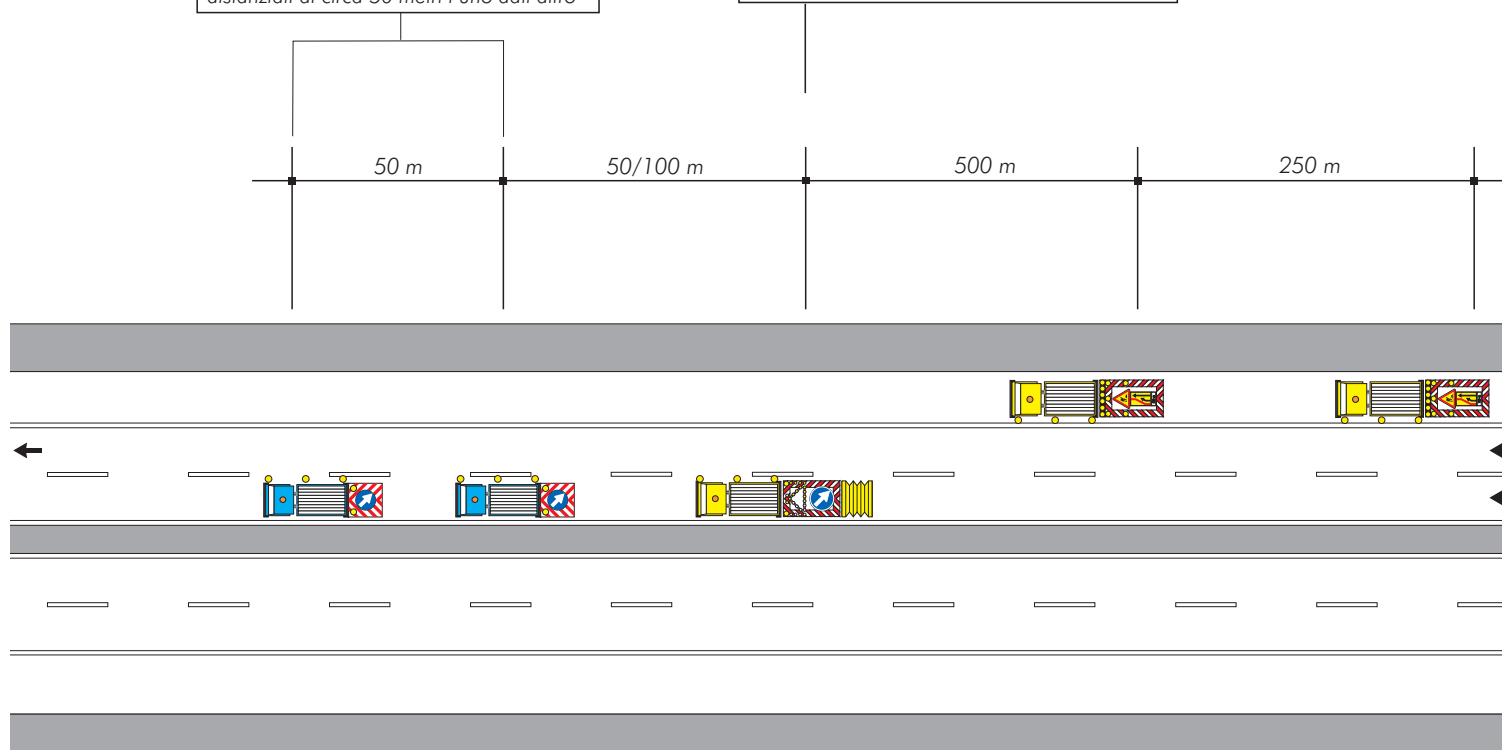 distanziati di circa 50 metri l'uno dall'altro
50 m
50/100 m
500 m
250 m